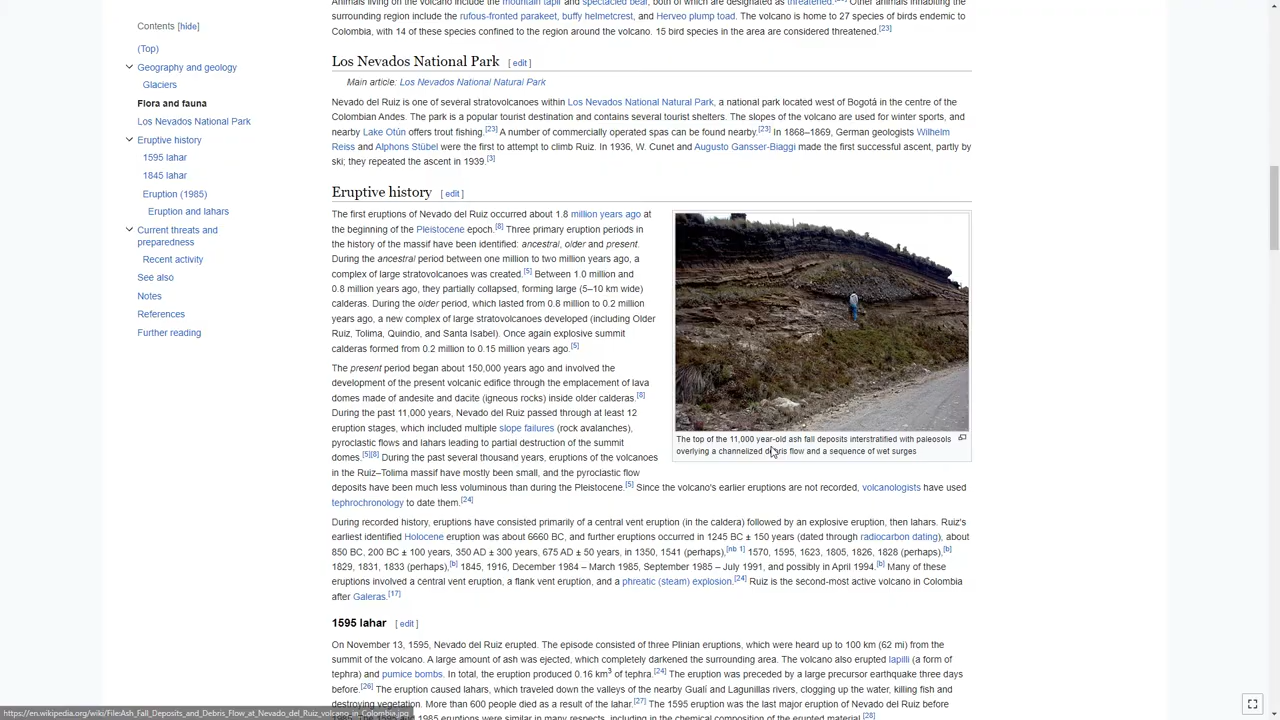 Contents [hide]
(Top)
Geography and geology
Glaciers
Flora and fauna
Los Nevados National Park
Eruptive history
1595 lahar
1845 lahar
Eruption (1985)
Eruption and lahars
Current threats and
preparedness
Recent activity
See also
Notes
References
Further reading
Animals living on the volcano include the mountain tapir and spectacled bear, both of which are designated as threatened. Other animals inhabiting the
surrounding region include the rufous-fronted parakeet, buffy helmetcrest, and Herveo plump toad. The volcano is home to 27 species of birds endemic to
Colombia, with 14 of these species confined to the region around the volcano. 15 bird species in the area are considered threatened.[23]
Los Nevados National Park [ edit ]
Main article: Los Nevados National Natural Park
Nevado del Ruiz is one of several stratovolcanoes within Los Nevados National Natural Park, a national park located west of Bogotá in the centre of the
Colombian Andes. The park is a popular tourist destination and contains several tourist shelters. The slopes of the volcano are used for winter sports, and
nearby Lake Otún offers trout fishing.[23] A number of commercially operated spas can be found nearby.[23] In 1868–1869, German geologists Wilhelm
Reiss and Alphons Stübel were the first to attempt to climb Ruiz. In 1936, W. Cunet and Augusto Gansser-Biaggi made the first successful ascent, partly by
ski; they repeated the ascent in 1939.[3]
Eruptive history [ edit ]
The first eruptions of Nevado del Ruiz occurred about 1.8 million years ago at
the beginning of the Pleistocene epoch.[8] Three primary eruption periods in
the history of the massif have been identified: ancestral, older and present.
During the ancestral period between one million to two million years ago, a
complex of large stratovolcanoes was created.[5] Between 1.0 million and
0.8 million years ago, they partially collapsed, forming large (5–10 km wide)
calderas. During the older period, which lasted from 0.8 million to 0.2 million
years ago, a new complex of large stratovolcanoes developed (including Older
Ruiz, Tolima, Quindio, and Santa Isabel). Once again explosive summit
calderas formed from 0.2 million to 0.15 million years ago.[5]
The present period began about 150,000 years ago and involved the
development of the present volcanic edifice through the emplacement of lava
domes made of andesite and dacite (igneous rocks) inside older calderas.[8]
During the past 11,000 years, Nevado del Ruiz passed through at least 12
eruption stages, which included multiple slope failures (rock avalanches),
pyroclastic flows and lahars leading to partial destruction of the summit
domes.[5][8] During the past several thousand years, eruptions of the volcanoes
in the Ruiz–Tolima massif have mostly been small, and the pyroclastic flow
deposits have been much less voluminous than during the Pleistocene.[5] Since the volcano's earlier eruptions are not recorded, volcanologists have used
tephrochronology to date them.[24]
The top of the 11,000 year-old ash fall deposits interstratified with paleosols
overlying a channelized debris flow and a sequence of wet surges
During recorded history, eruptions have consisted primarily of a central vent eruption (in the caldera) followed by an explosive eruption, then lahars. Ruiz's
earliest identified Holocene eruption was about 6660 BC, and further eruptions occurred in 1245 BC ± 150 years (dated through radiocarbon dating), about
850 BC, 200 BC ± 100 years, 350 AD ± 300 years, 675 AD ± 50 years, in 1350, 1541 (perhaps),[nb 1] 1570, 1595, 1623, 1805, 1826, 1828 (perhaps),[b]
1829, 1831, 1833 (perhaps),[b] 1845, 1916, December 1984 – March 1985, September 1985 – July 1991, and possibly in April 1994.[b] Many of these
eruptions involved a central vent eruption, a flank vent eruption, and a phreatic (steam) explosion.[24] Ruiz is the second-most active volcano in Colombia
after Galeras.[17]
1595 lahar [ edit ]
On November 13, 1595, Nevado del Ruiz erupted. The episode consisted of three Plinian eruptions, which were heard up to 100 km (62 mi) from the
summit of the volcano. A large amount of ash was ejected, which completely darkened the surrounding area. The volcano also erupted lapilli (a form of
tephra) and pumice bombs. In total, the eruption produced 0.16 km3 of tephra.[24] The eruption was preceded by a large precursor earthquake three days
before.[26] The eruption caused lahars, which traveled down the valleys of the nearby Gualí and Lagunillas rivers, clogging up the water, killing fish and
destroying vegetation. More than 600 people died as a result of the lahar.[27] The 1595 eruption was the last major eruption of Nevado del Ruiz before
1985 eruptions were similar in many respects, including in the chemical composition of the erupted material.[28]
https://en.wikipedia.org/wiki/File:Ash_Fall_Deposits_and_Debris_Flow_at_Nevado_del_Ruiz_volcano_in_Colombia.jpg